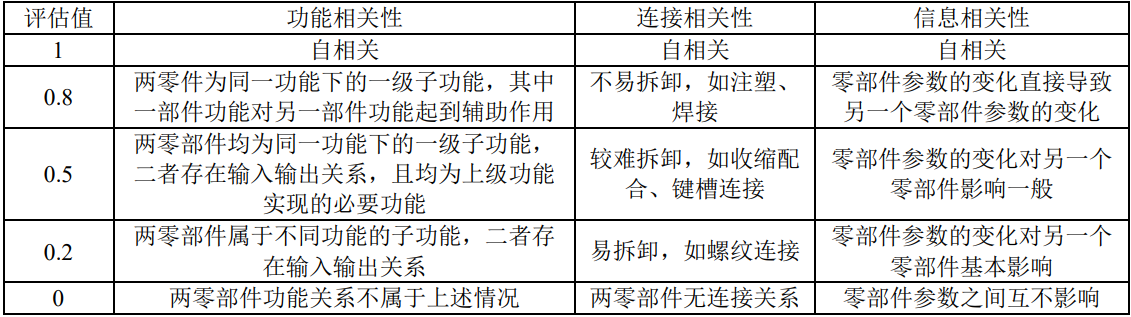 评估值 功能相关性 连接相关性 信息相关性
1 自相关 自相关 自相关
0.8
两零件为同一功能下的一级子功能，其中
一部件功能对另一部件功能起到辅助作用
不易拆卸，如注塑、
焊接
零部件参数的变化直接导致
另一个零部件参数的变化
0.5
两零部件均为同一功能下的一级子功能，
二者存在输入输出关系，且均为上级功能
实现的必要功能
较难拆卸，如收缩配
合、键槽连接
零部件参数的变化对另一个
零部件影响一般
0.2
两零部件属于不同功能的子功能，二者存
在输入输出关系
易拆卸，如螺纹连接
零部件参数的变化对另一个
零部件基本影响
0 两零部件功能关系不属于上述情况 两零部件无连接关系 零部件参数之间互不影响